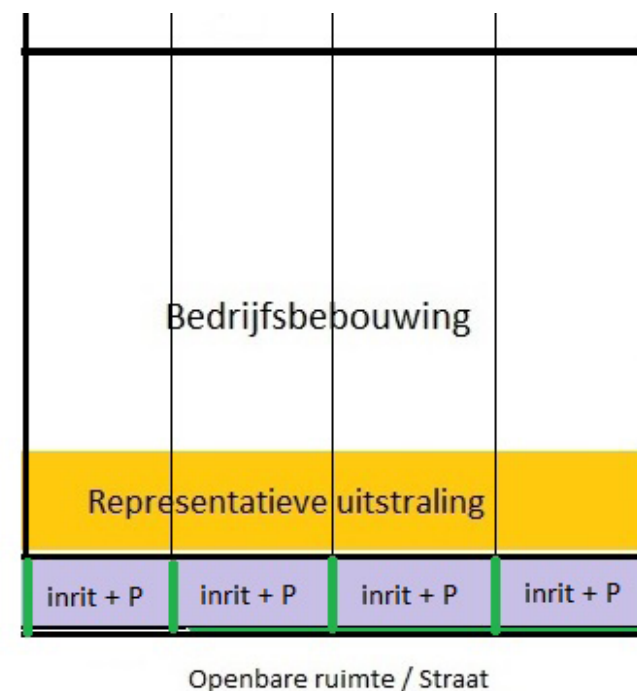 Bedrijfsbebouwing
Representatieve uitstraling
inrit + P inrit + P inrit + P inrit + P
Openbare ruimte / Straat